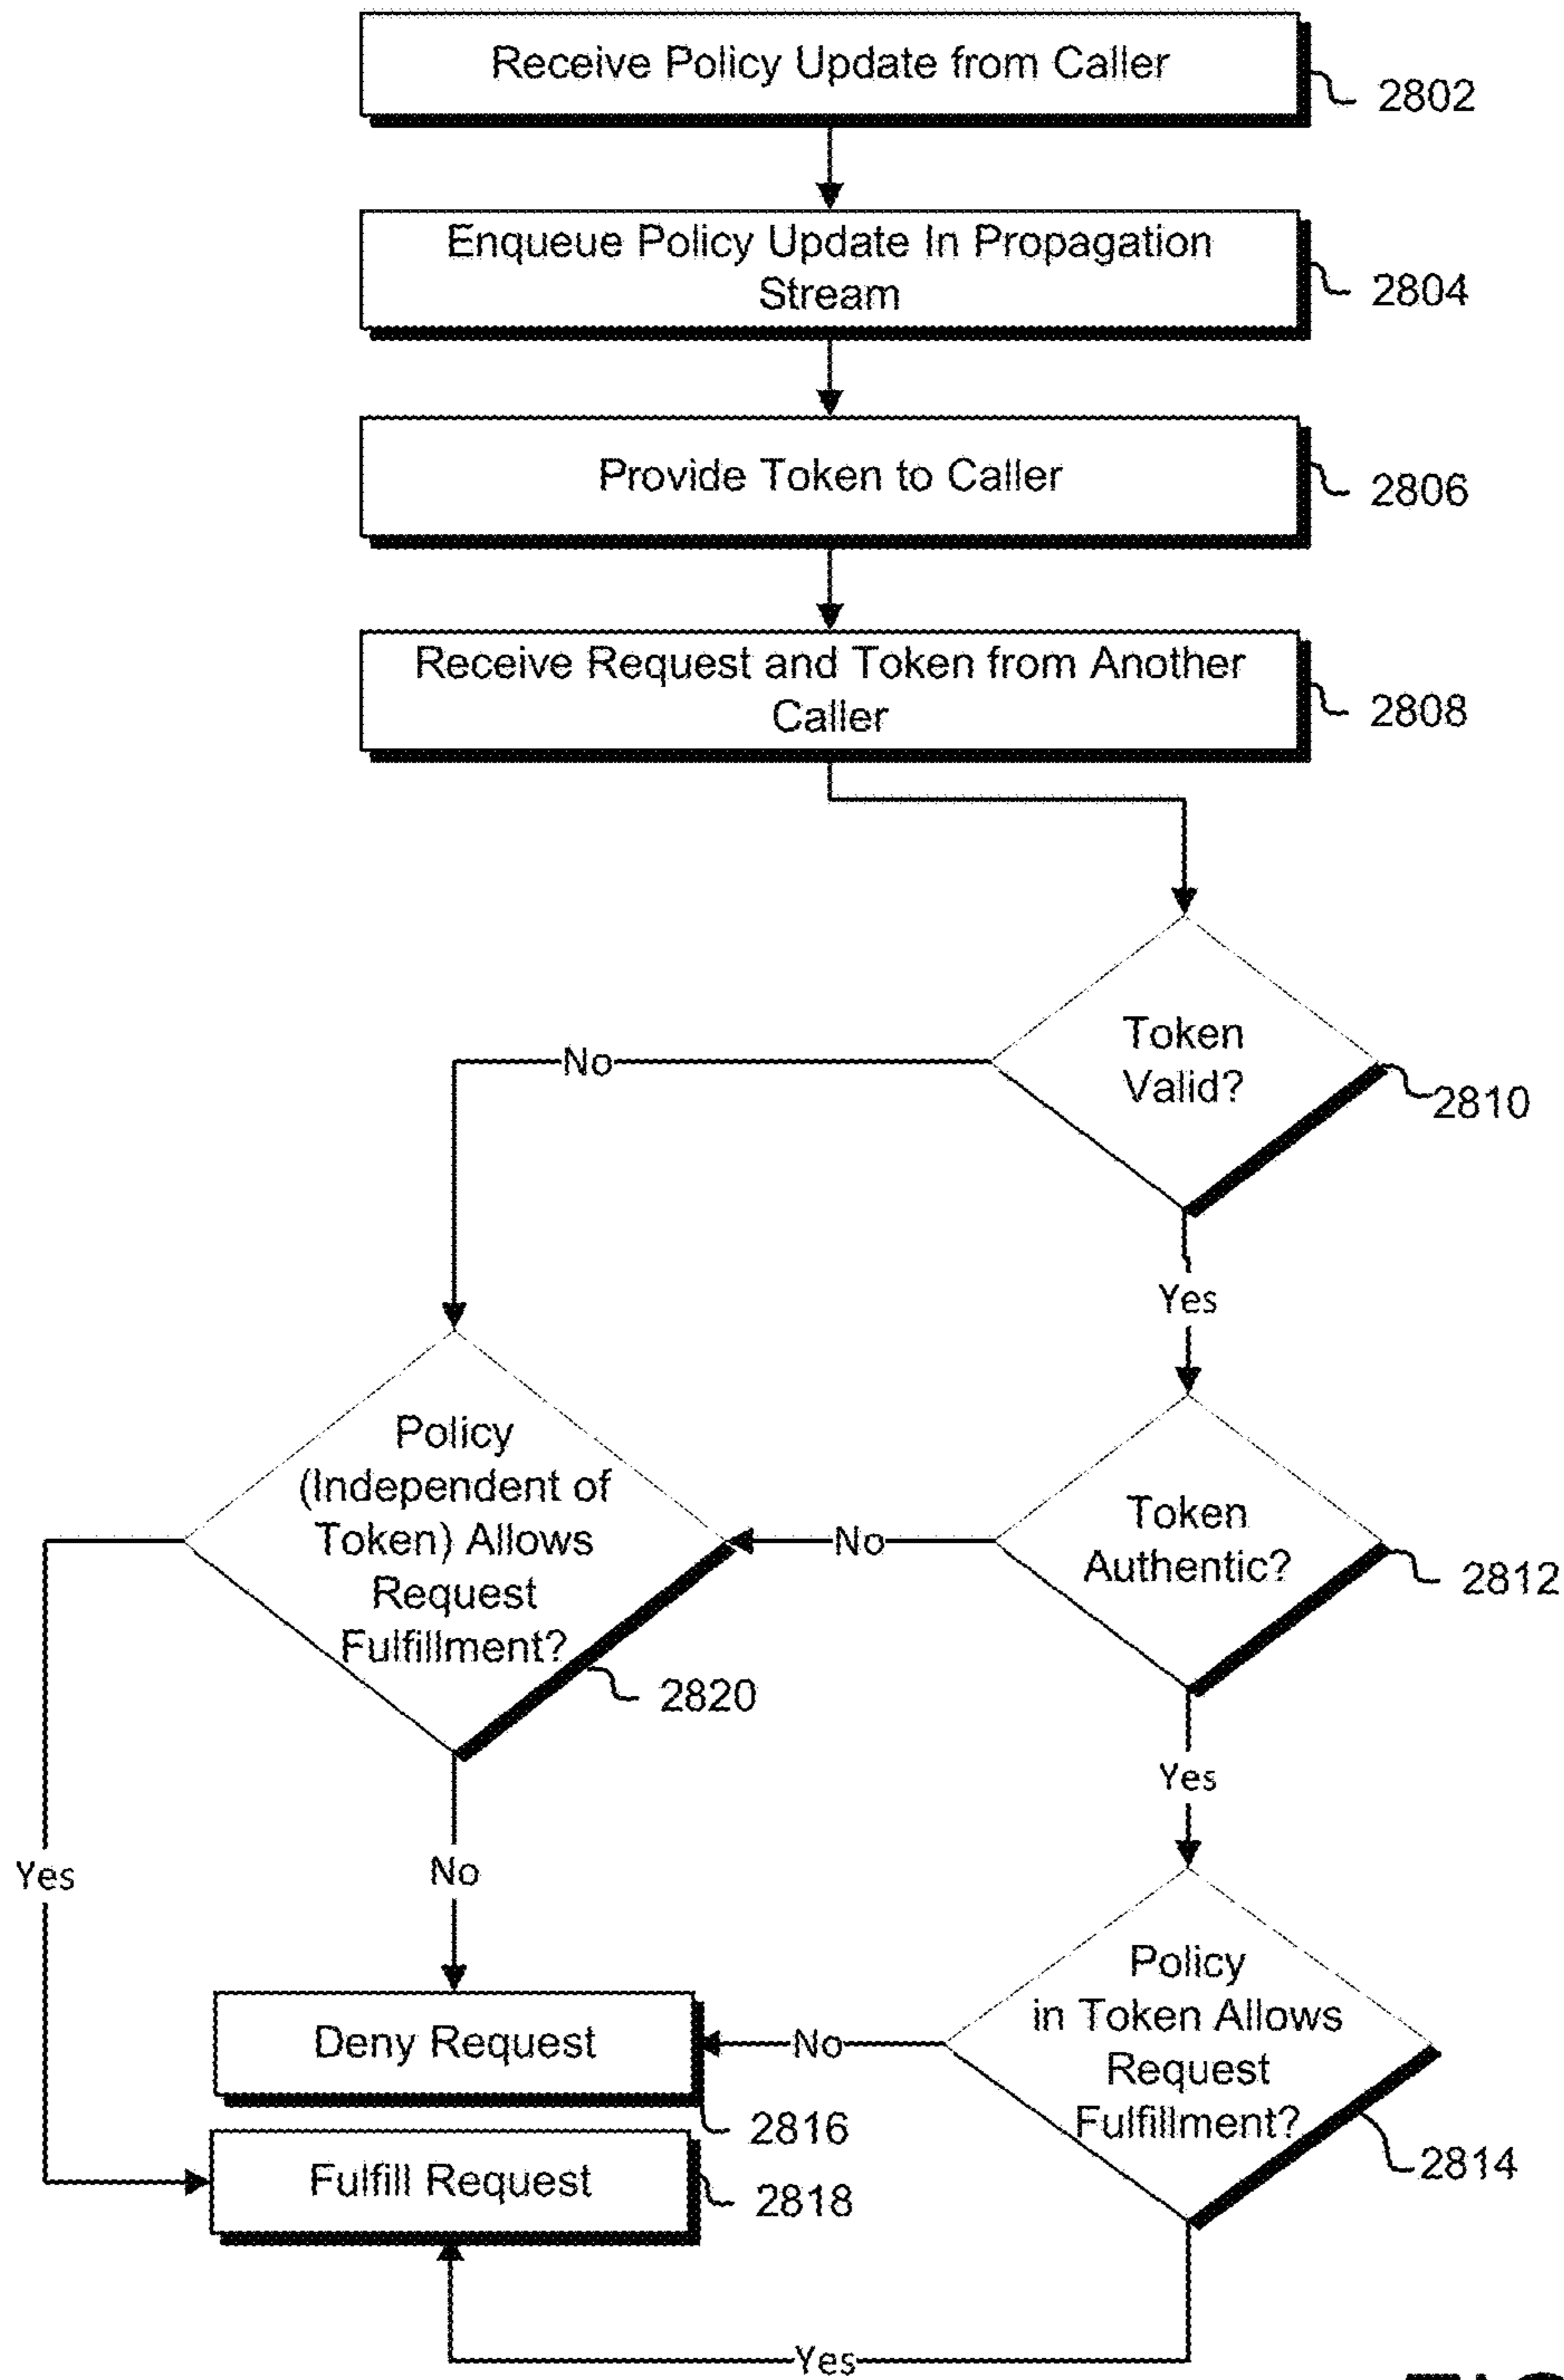 Receive Policy Update from Caller
2802
Enqueue Policy Update In Propagation
Stream
2804
Provide Token to Caller
2806
Receive Request and Token from Another
Caller
2808
Token
Valid?
2810
No
Yes
Policy
(Independent of
Token) Allows
Request
Fulfillment?
2820
No
Token
Authentic?
2812
Yes
Yes
No
Policy
in Token Allows
Request
Fulfillment?
2814
Deny Request
2816
No
Fulfill Request
2818
Yes